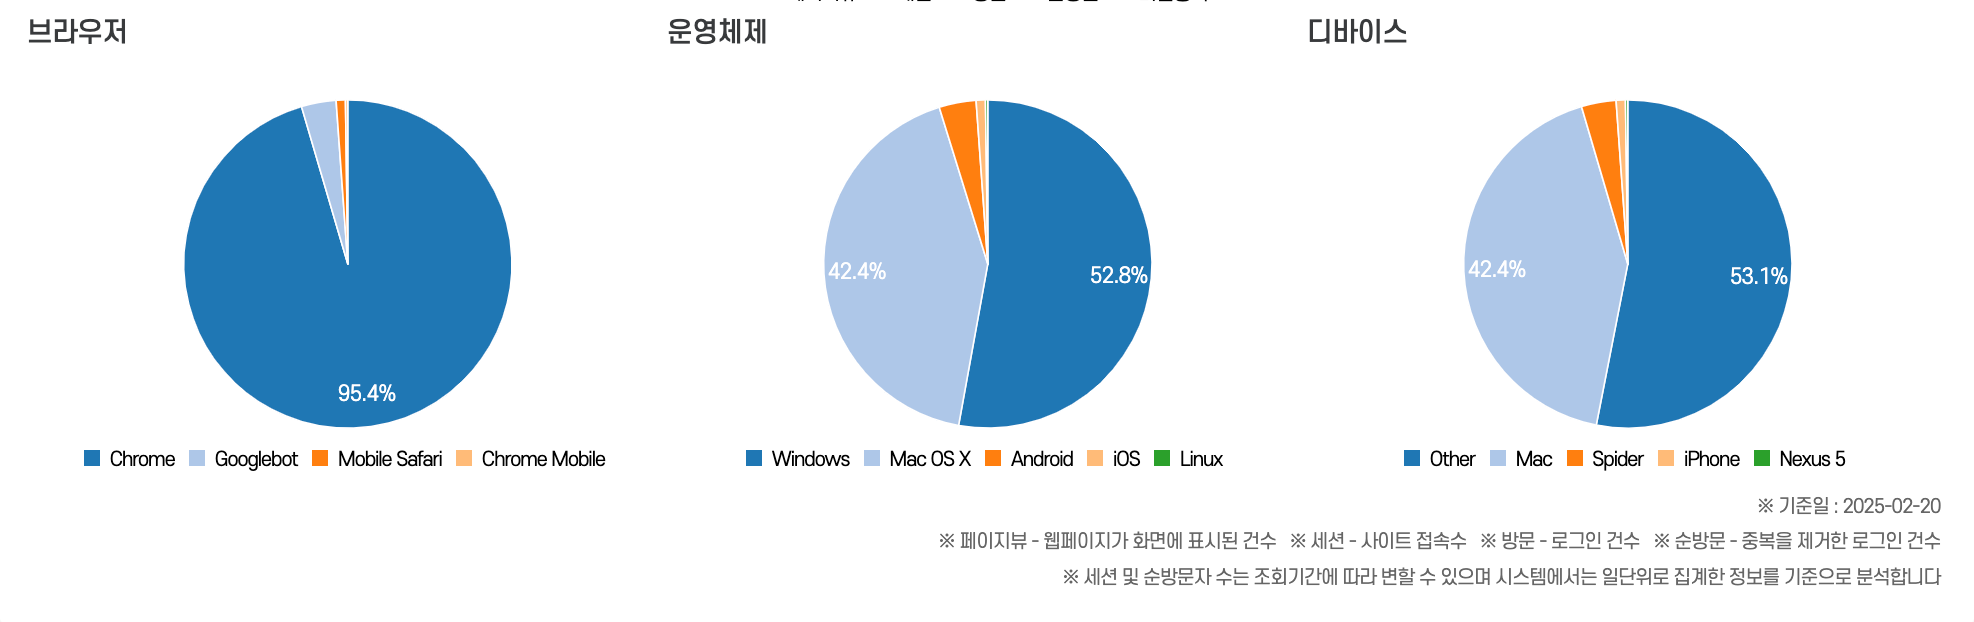 브라우저
운영체제
디바이스
95.4%
Chrome Googlebot Mobile Safari Chrome Mobile
42.4%
52.8%
Windows Mac OS X Android iOS Linux
42.4%
53.1%
Other Mac Spider iPhone Nexus 5
※ 기준일 : 2025-02-20
※ 페이지뷰 - 웹페이지가 화면에 표시된 건수 ※ 세션 - 사이트 접속수 ※ 방문 - 로그인 건수 ※ 순방문 - 중복을 제거한 로그인 건수
※ 세션 및 순방문자 수는 조회기간에 따라 변할 수 있으며 시스템에서는 일단위로 집계한 정보를 기준으로 분석합니다